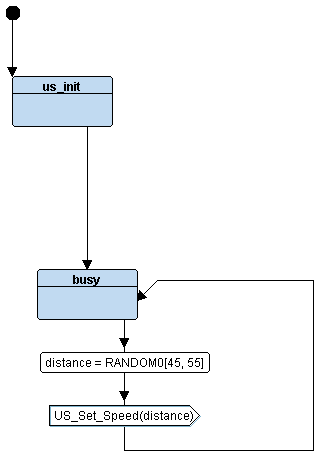 us_init
busy
distance = RANDOM0[45, 55]
US_Set_Speed(distance)